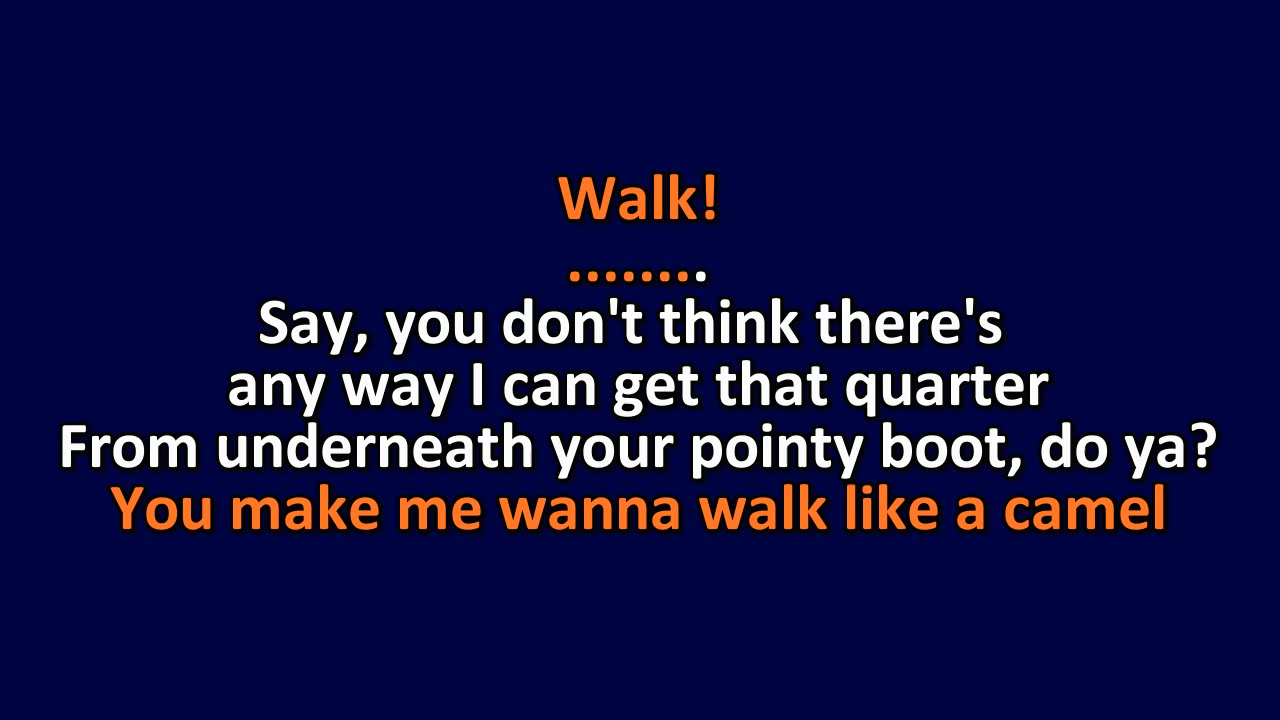 Walk!
........
Say, you don't think there's
any way I can get that quarter
From underneath your pointy boot, do ya?
You make me wanna walk like a camel